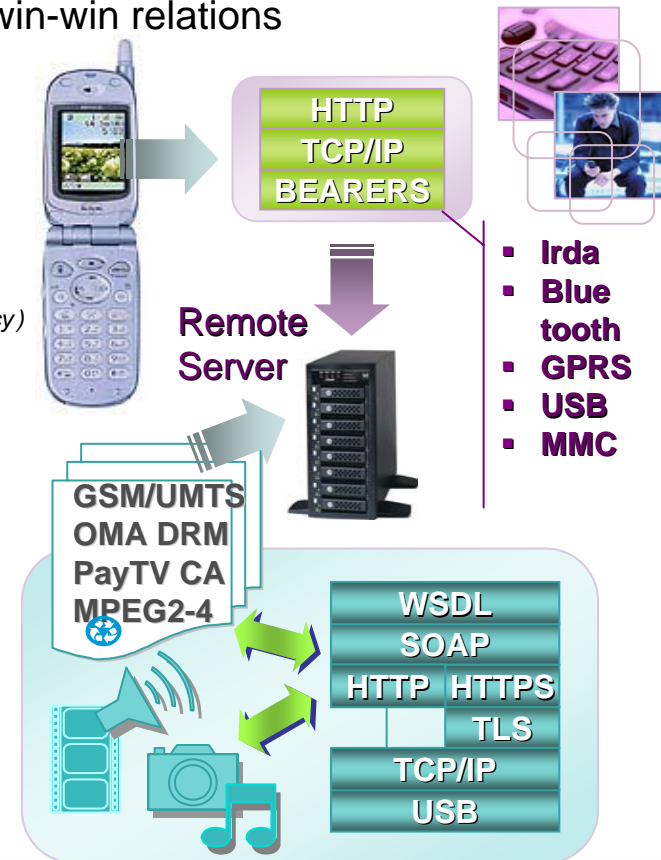 win-win relations
HTTP
TCP/IP
BEARERS
Irda
Blue
tooth
GPRS
USB
MMC
Remote
Server
GSM/UMTS
OMA DRM
PayTV CA
MPEG2-4
WSDL
SOAP
HTTP HTTPS
TLS
TCP/IP
USB